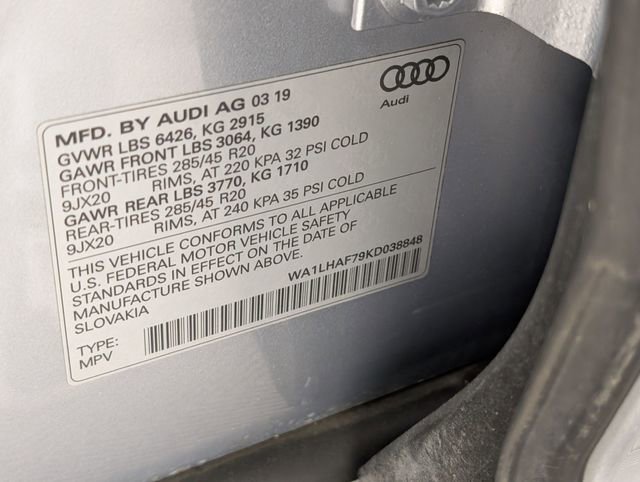 MFD. BY AUDI AG 03 19
GVWR LBS 6426, KG 2915
GAWR FRONT LBS 3064, KG 1390
FRONT-TIRES 285/45 R20
9JX20 RIMS, AT 220 KPA 32 PSI COLD
GAWR REAR LBS 3770, KG 1710
REAR-TIRES 285/45 R20
9JX20 RIMS, AT 240 KPA 35 PSI COLD
THIS VEHICLE CONFORMS TO ALL APPLICABLE
U.S. FEDERAL MOTOR VEHICLE SAFETY
STANDARDS IN EFFECT ON THE DATE OF
MANUFACTURE SHOWN ABOVE.
SLOVAKIA
WA1LHAF79KD038848
TYPE:
MPV
Audi